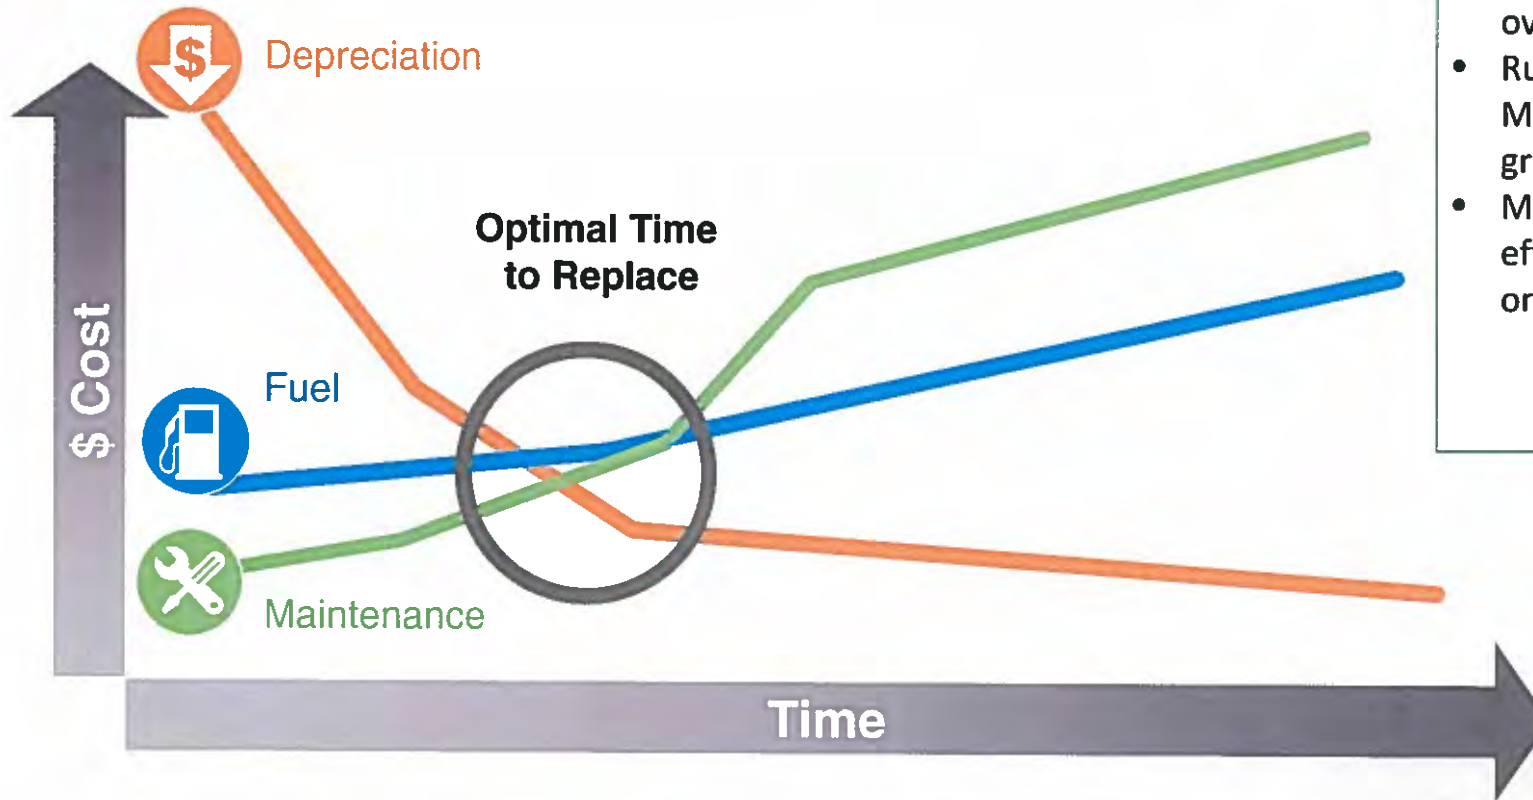 $
Depreciation
Optimal Time
to Replace
$ Cost
Fuel
Maintenance
Time
•
•